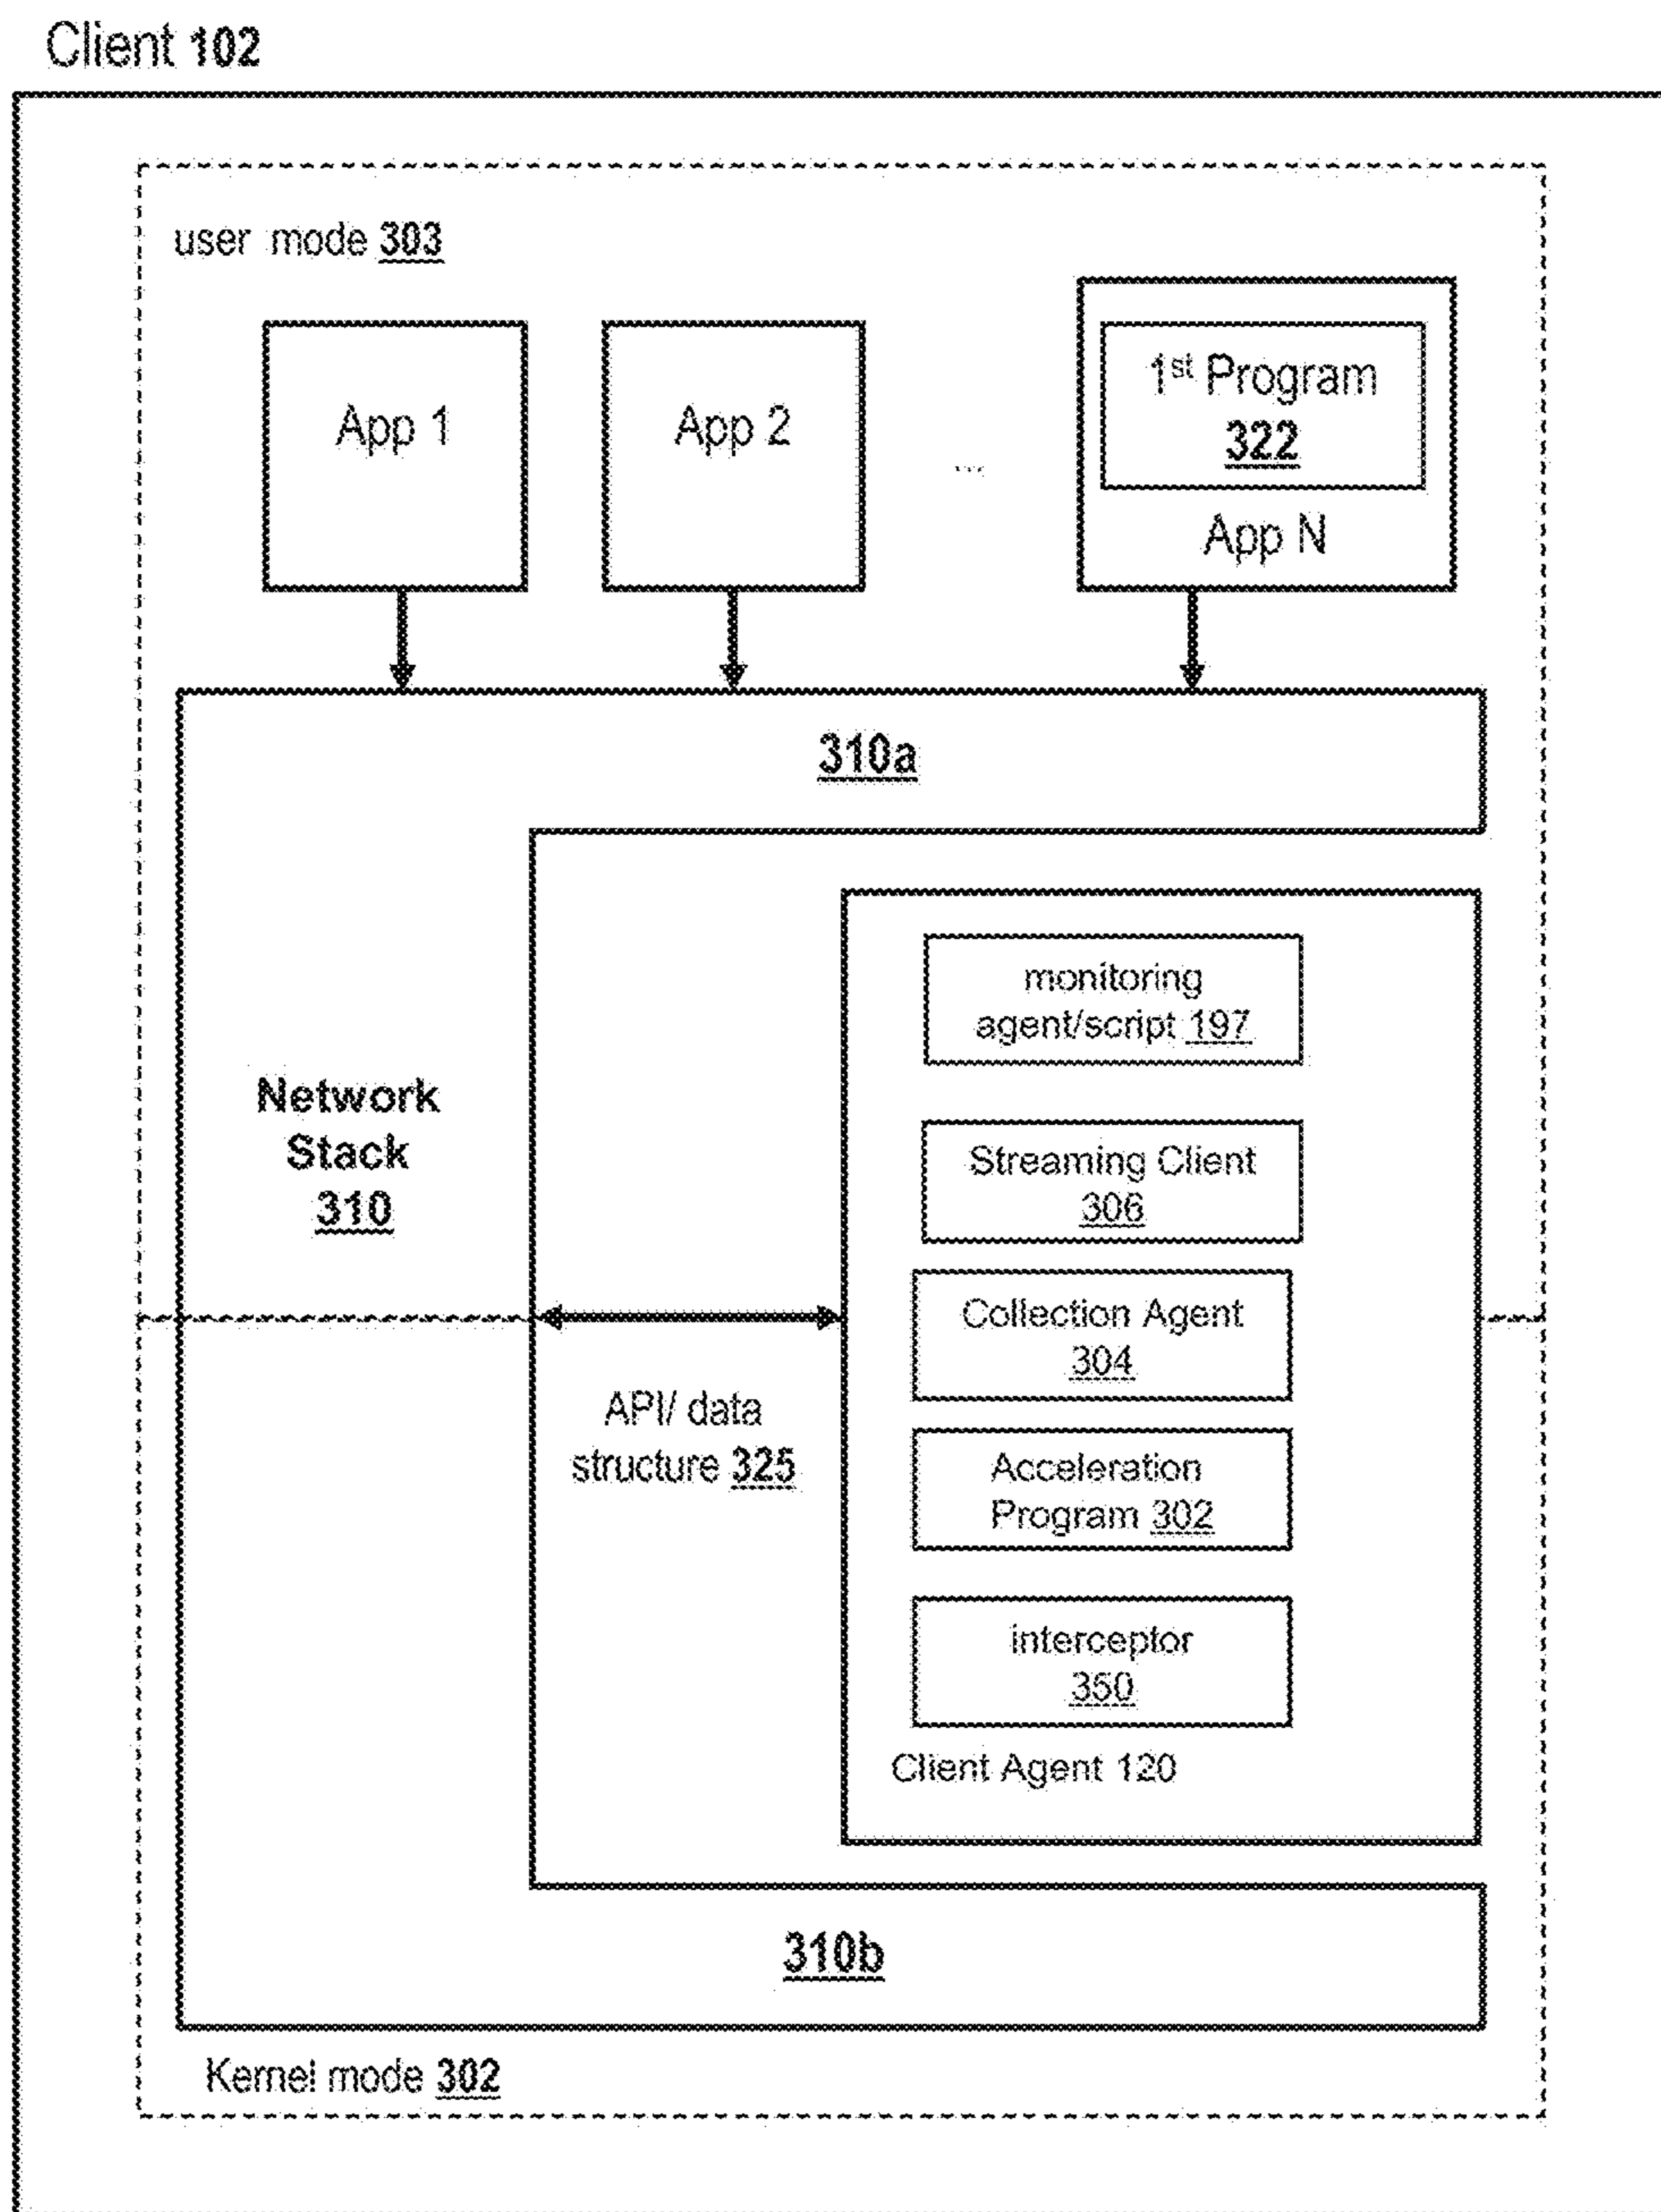 Client 102
user mode 303
App 1
App 2
...
1st Program
322
App N
310a
Network
Stack
310
monitoring
agent/script 197
Streaming Client
306
Collection Agent
304
API/ data
structure 325
Acceleration
Program 302
interceptor
350
Client Agent 120
310b
Kernel mode 302